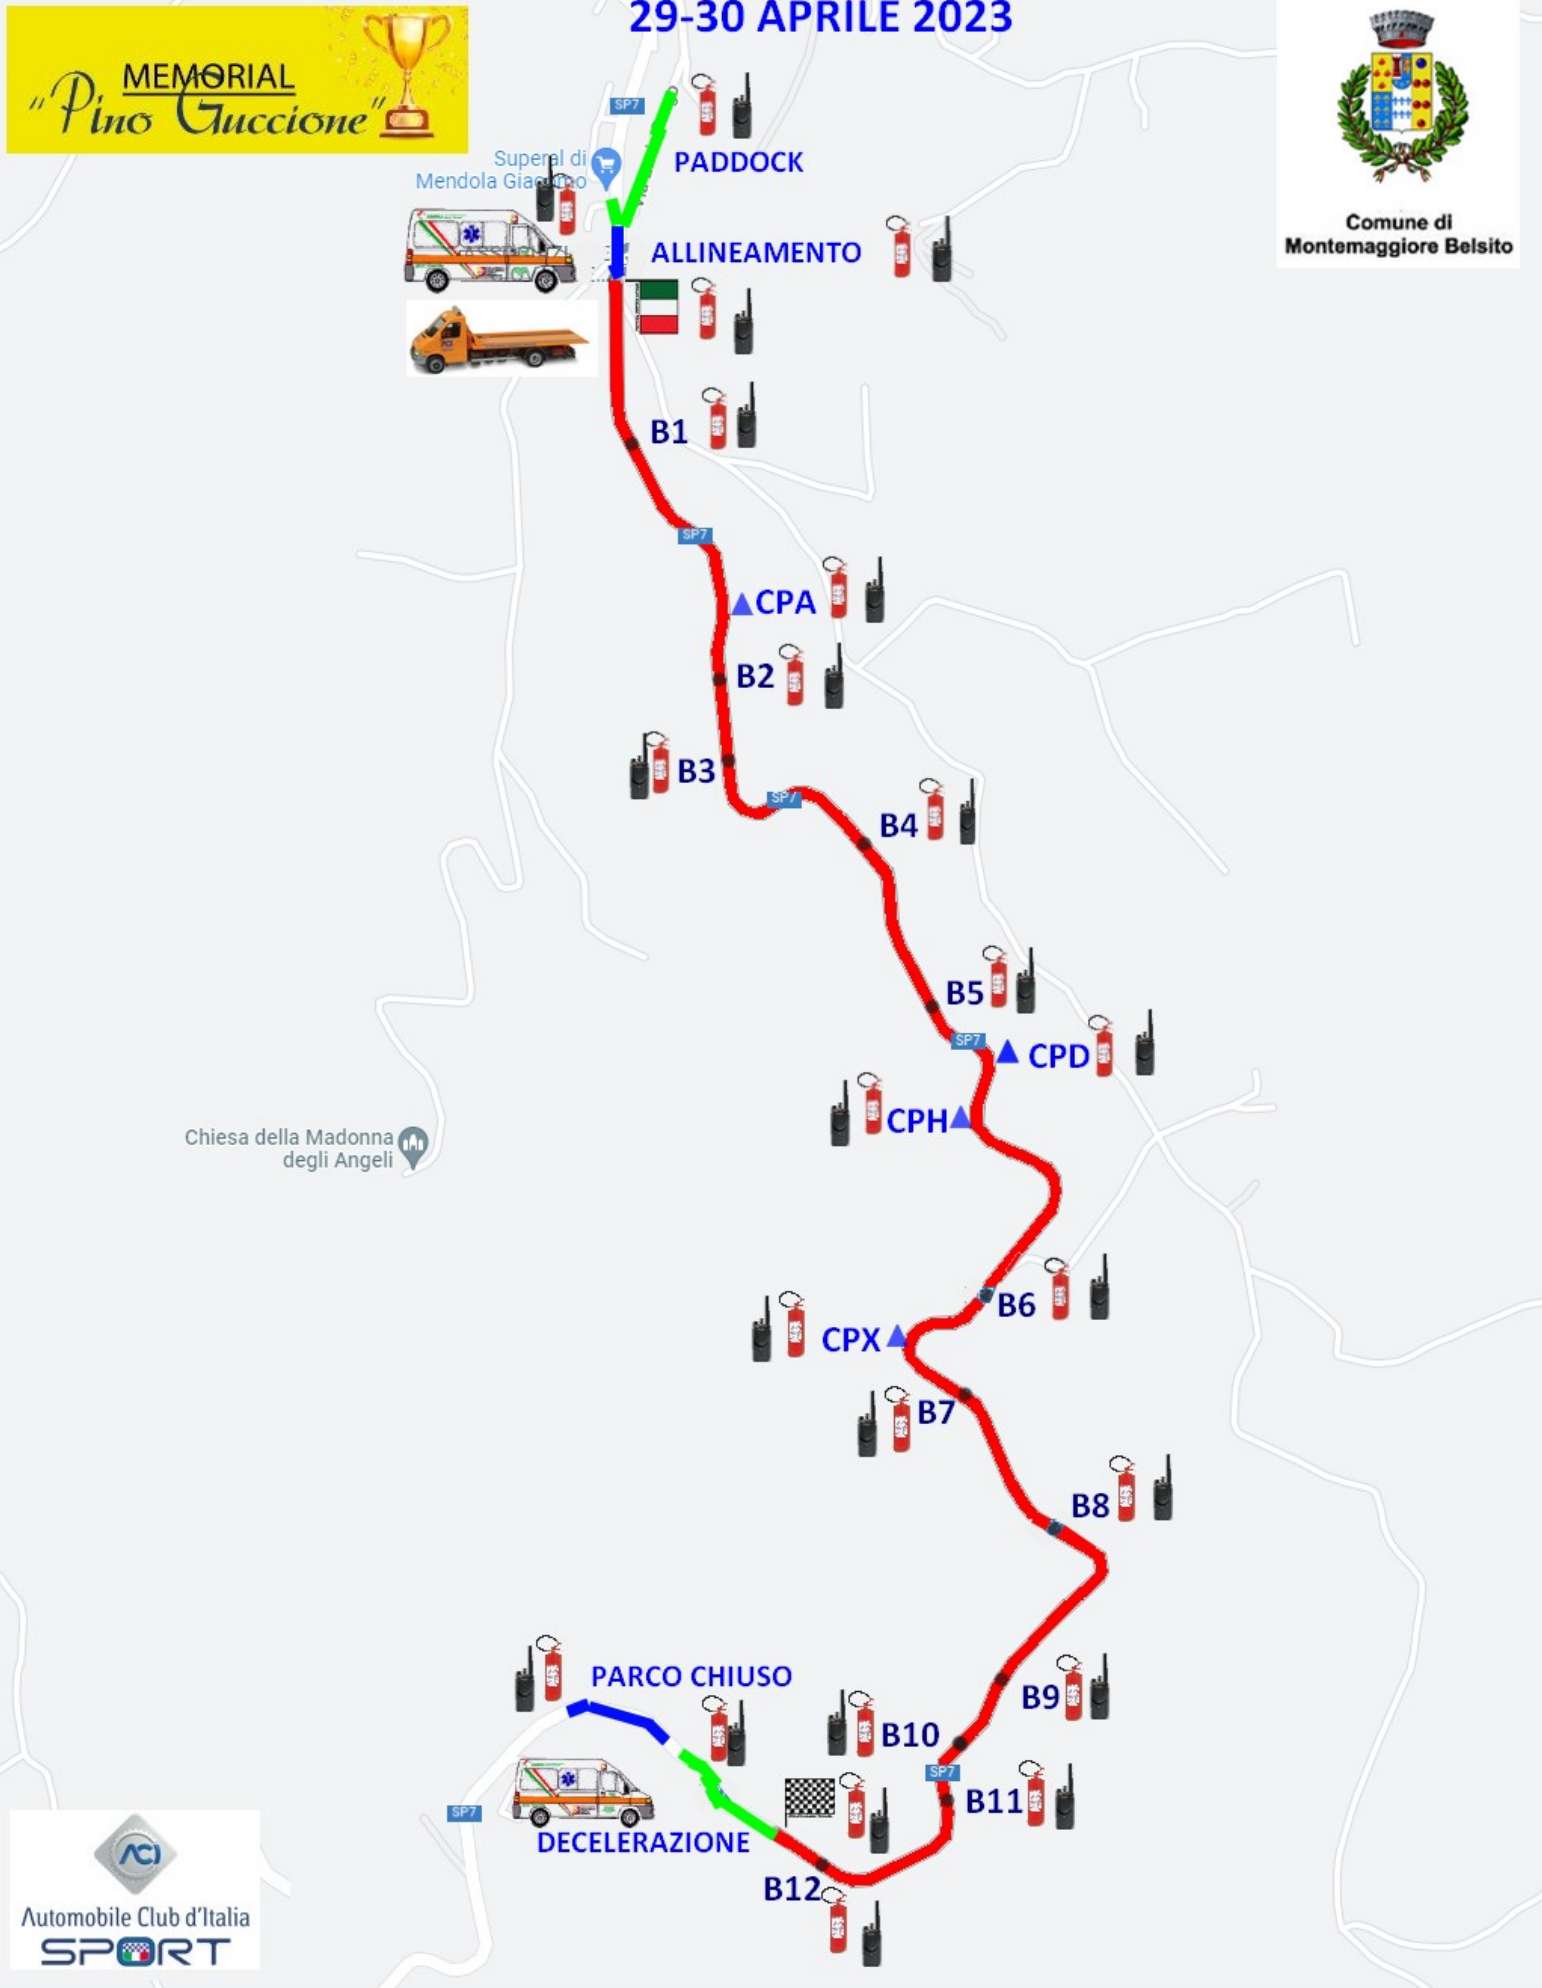 29-30 APRILE 2023
MEMORIAL
"Pino Guccione"
Comune di
Montemaggiore Belsito
SP7
PADDOCK
Superal di
Mendola Giacomo
ALLINEAMENTO
B1
SP7
CPA
B2
B3
SP7
B4
B5
SP7
CPD
CPH
Chiesa della Madonna
degli Angeli
B6
CPX
B7
B8
PARCO CHIUSO
B9
B10
SP7
B11
SP7
DECELERAZIONE
B12
ACI
Automobile Club d'Italia
SPORT